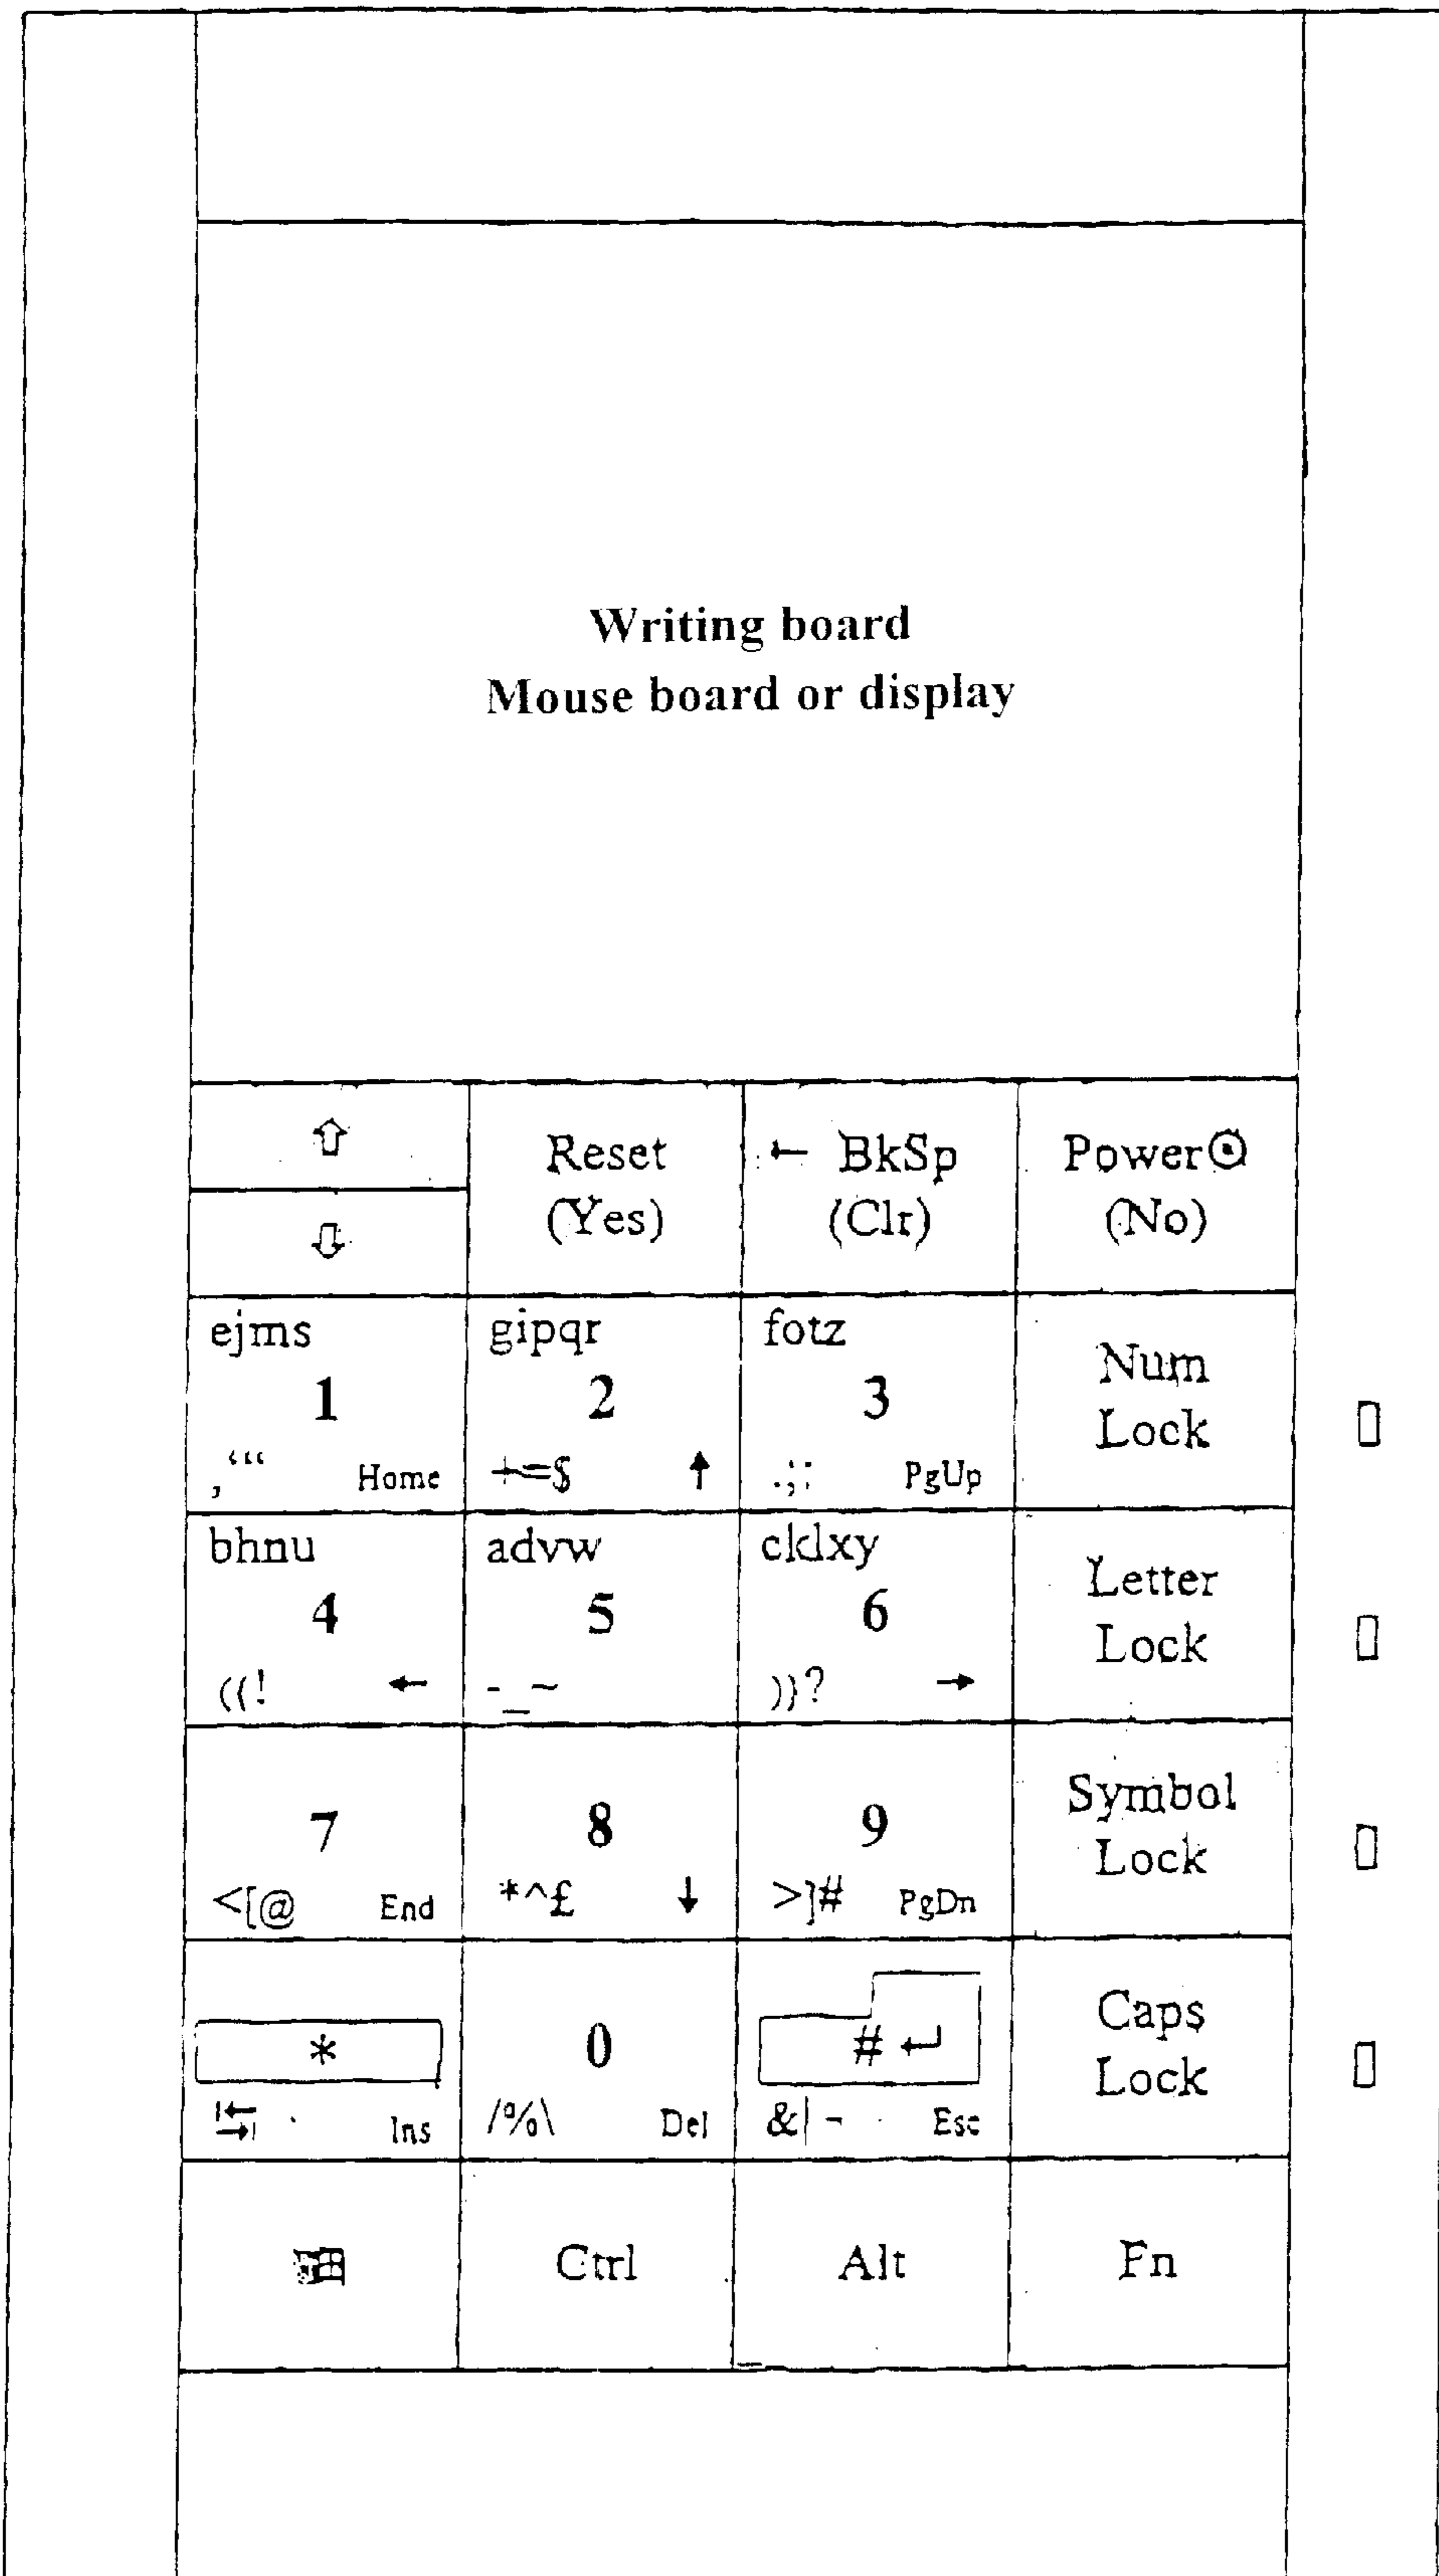 Writing board
Mouse board or display
⇧
Reset
(Yes)
← BkSp
(Clr)
Power⊙
(No)
⇩
ejms
1
Home
gipqr
2
+=$ ↑
fotz
3
.;: PgUp
Num
Lock
bhnu
4
((! ←
advw
5
-_~
cklxy
6
)}? →
Letter
Lock
7
<[@ End
8
*^£ ↓
9
>]# PgDn
Symbol
Lock
*
Ins
0
/%\ Del
# ↵
&|¬ Esc
Caps
Lock
Ctrl
Alt
Fn